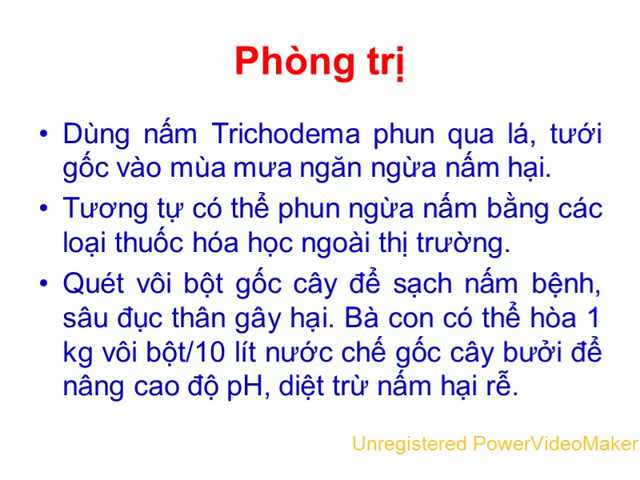 Phòng trị
• Dùng nấm Trichodema phun qua lá, tưới
gốc vào mùa mưa ngăn ngừa nấm hại.
• Tương tự có thể phun ngừa nấm bằng các
loại thuốc hóa học ngoài thị trường.
• Quét vôi bột gốc cây để sạch nấm bệnh,
sâu đục thân gây hại. Bà con có thể hòa 1
kg vôi bột/10 lít nước chế gốc cây bưởi để
nâng cao độ pH, diệt trừ nấm hại rễ.
Unregistered PowerVideoMaker